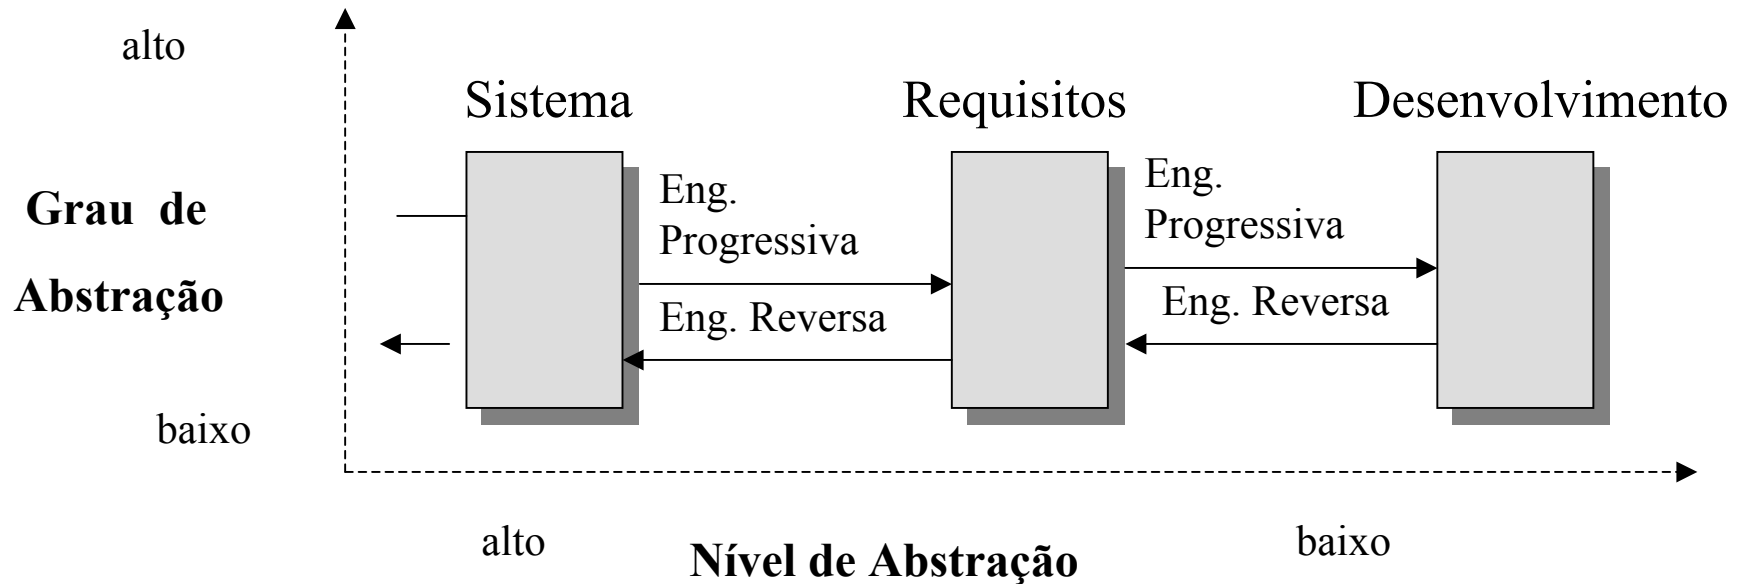 alto
Sistema
Requisitos
Desenvolvimento
Grau de
Abstração
Eng.
Progressiva
Eng. Reversa
Eng.
Progressiva
Eng. Reversa
baixo
alto
Nível de Abstração
baixo